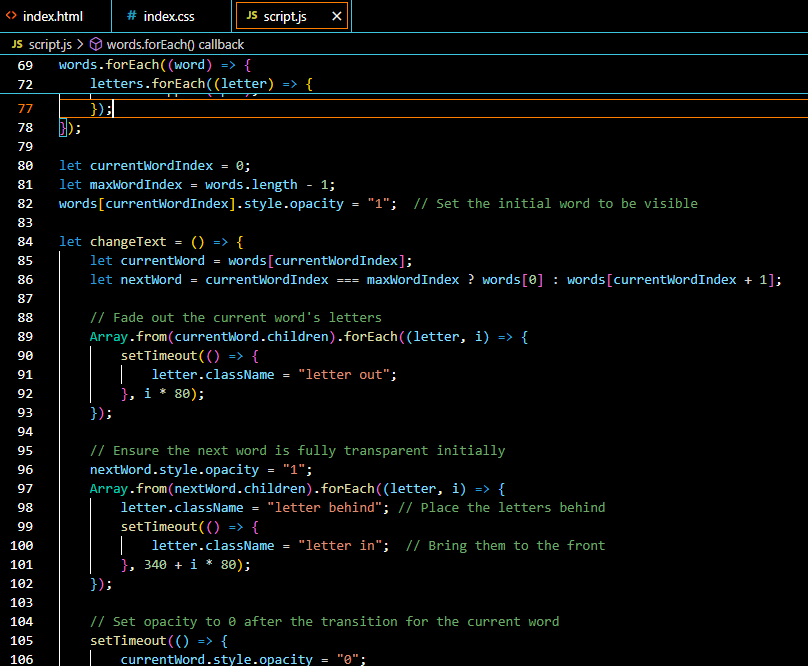 <> index.html # index.css JS script.js ×
JS script.js > words.forEach() callback
69 words.forEach((word) => {
72 letters.forEach((letter) => {
77 });
78 });
79
80 let currentWordIndex = 0;
81 let maxWordIndex = words.length - 1;
82 words[currentWordIndex].style.opacity = "1"; // Set the initial word to be visible
83
84 let changeText = () => {
85 let currentWord = words[currentWordIndex];
86 let nextWord = currentWordIndex === maxWordIndex ? words[0] : words[currentWordIndex + 1];
87
88 // Fade out the current word's letters
89 Array.from(currentWord.children).forEach((letter, i) => {
90 setTimeout(() => {
91 letter.className = "letter out";
92 }, i * 80);
93 });
94
95 // Ensure the next word is fully transparent initially
96 nextWord.style.opacity = "1";
97 Array.from(nextWord.children).forEach((letter, i) => {
98 letter.className = "letter behind"; // Place the letters behind
99 setTimeout(() => {
100 letter.className = "letter in"; // Bring them to the front
101 }, 340 + i * 80);
102 });
103
104 // Set opacity to 0 after the transition for the current word
105 setTimeout(() => {
106 currentWord.style.opacity = "0";